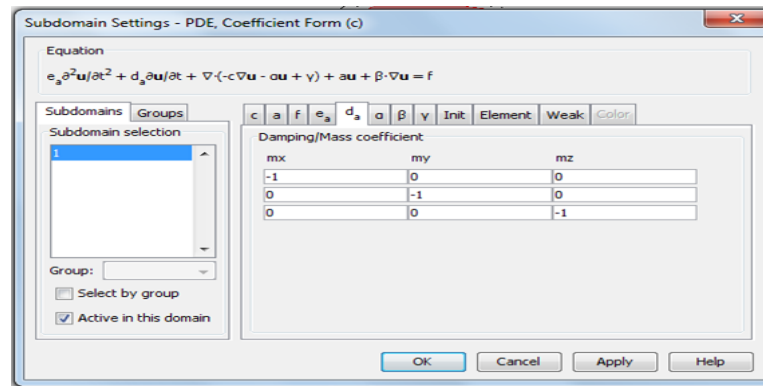 Subdomain Settings - PDE, Coefficient Form (c)
Equation
eₐ∂²u/∂t² + dₐ∂u/∂t + ∇·(-c∇u - αu + γ) + au + β·∇u = f
Subdomains Groups
c a f eₐ dₐ α β γ Init Element Weak Color
Subdomain selection
1
Damping/Mass coefficient
mx my mz
-1 0 0
0 -1 0
0 0 -1
Group:
Select by group
Active in this domain
OK Cancel Apply Help